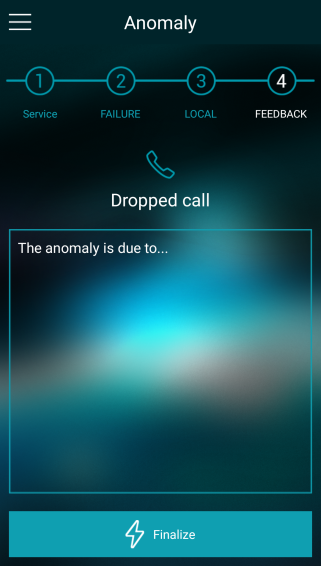 Anomaly
1 2 3 4
Service FAILURE LOCAL FEEDBACK
Dropped call
The anomaly is due to...
Finalize